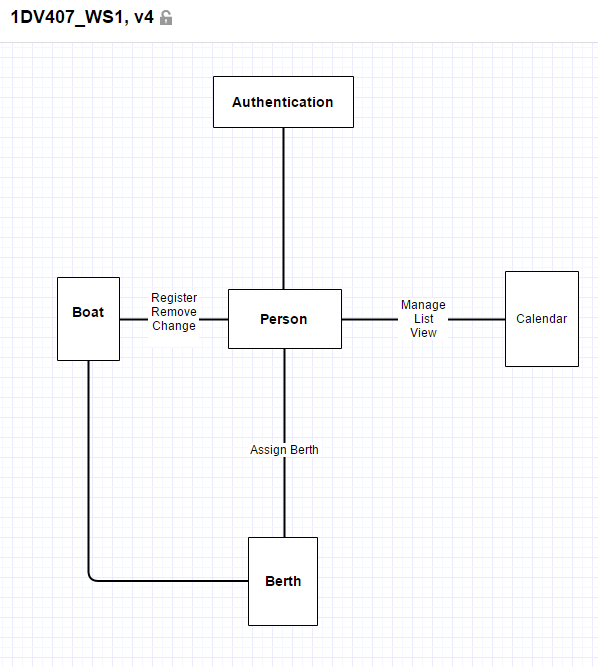 1DV407_WS1, v4
Authentication
Boat
Register
Remove
Change
Person
Manage
List
View
Calendar
Assign Berth
Berth